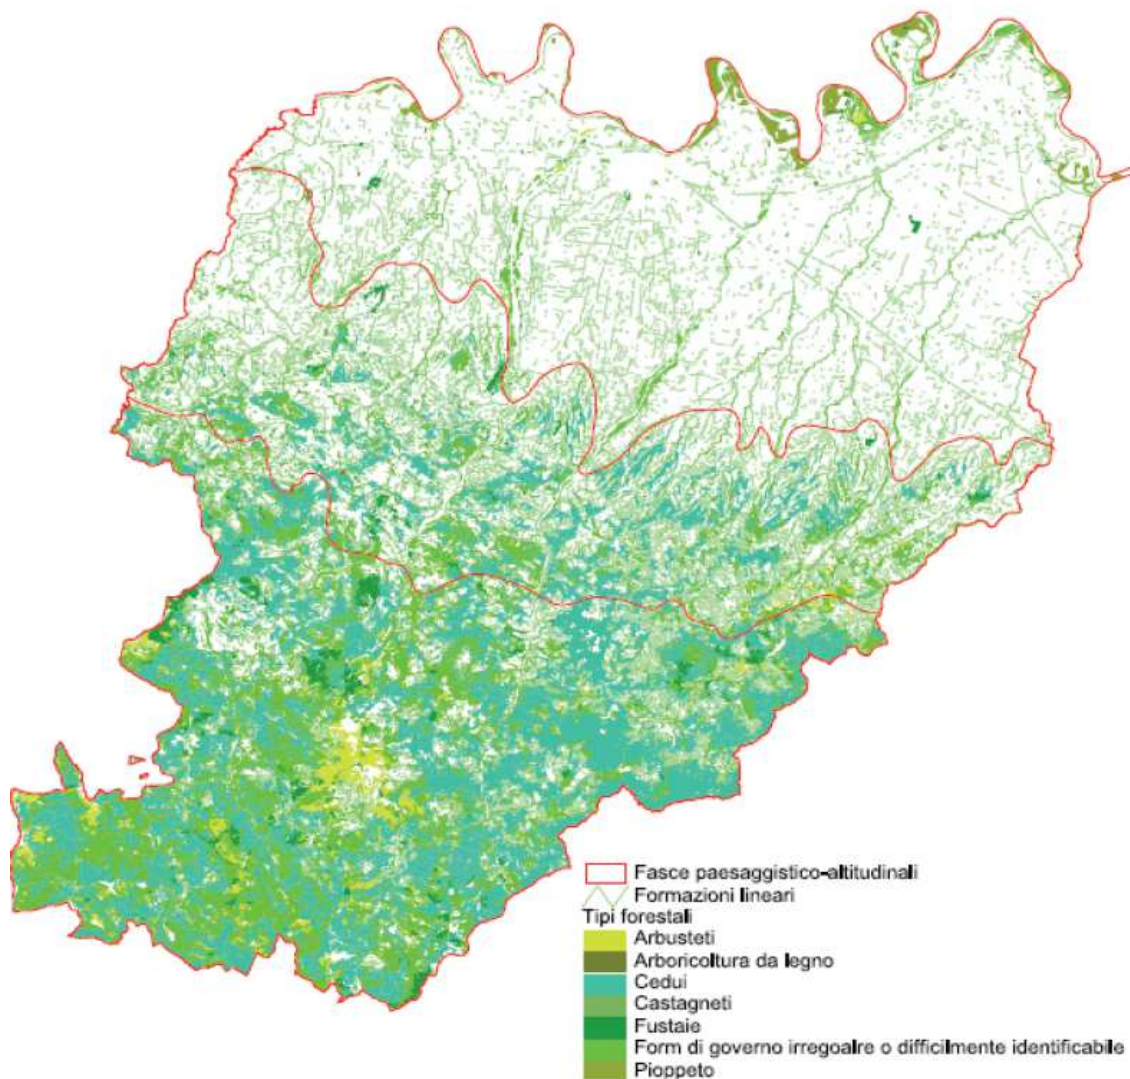 Fasce paesaggistico-altitudinali
Formazioni lineari
Tipi forestali
Arbusteti
Arboricoltura da legno
Cedui
Castagneti
Fustaie
Form di governo irregoalre o difficilmente identificabile
Pioppeto